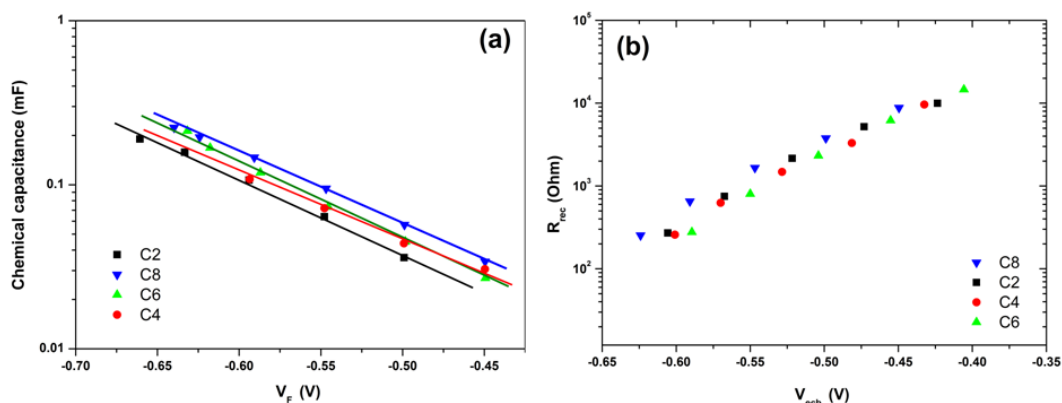 (a)
Chemical capacitance (mF)
1
0.1
0.01
C2
C8
C6
C4
-0.70 -0.65 -0.60 -0.55 -0.50 -0.45
V_F (V)
(b)
R_rec (Ohm)
10^5
10^4
10^3
10^2
C8
C2
C4
C6
-0.65 -0.60 -0.55 -0.50 -0.45 -0.40 -0.35
(V)